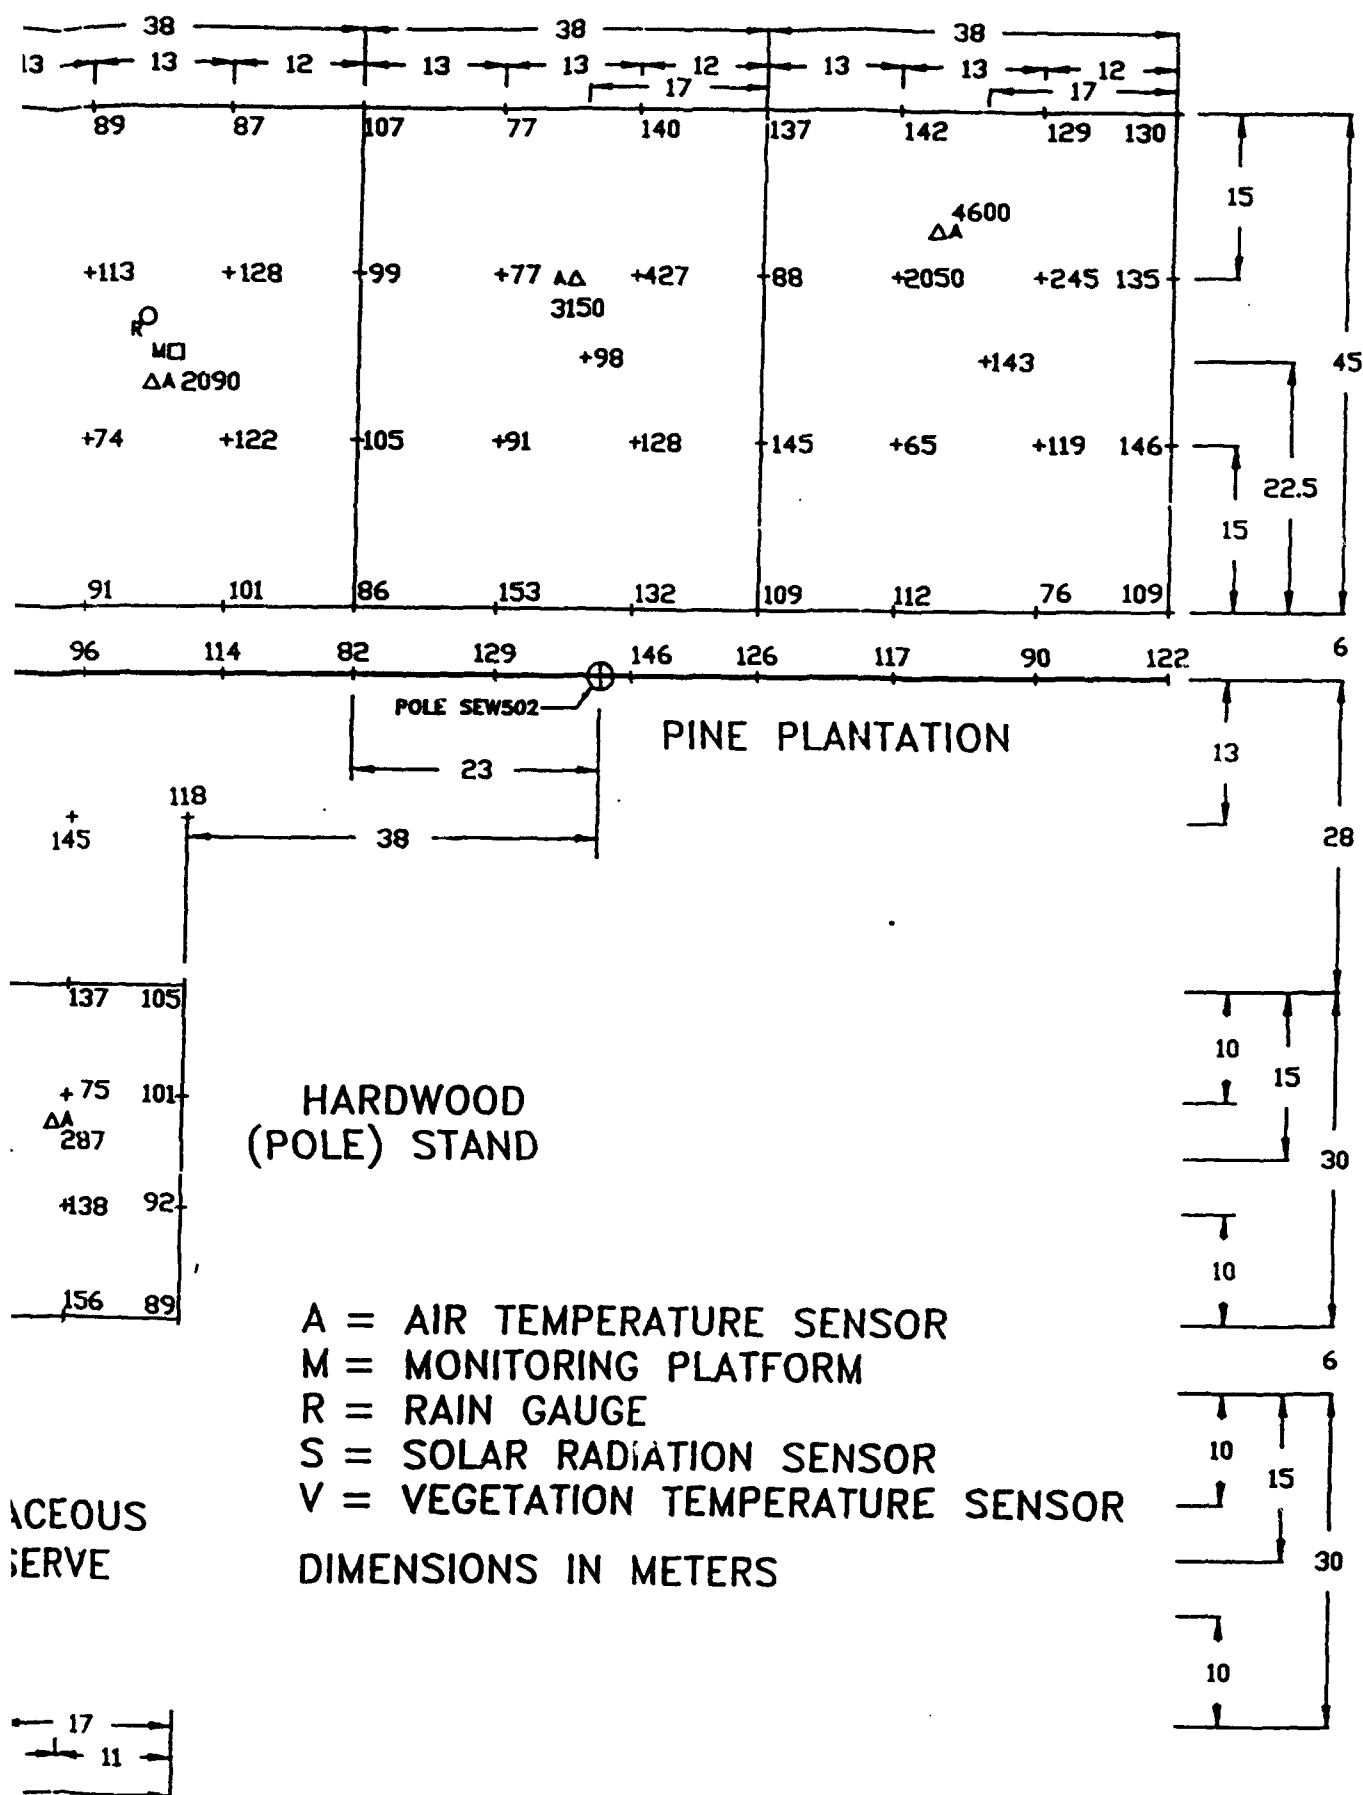 38 38 38
13 13 12 13 13 12 13 13 12
17 17
89 87 107 77 140 137 142 129 130
15
4600
A
+113 +128 +99 +77 A +427 +88 +2050 +245 135
3150
R
M
+98 +143 45
A 2090
+74 +122 +105 +91 +128 +145 +65 +119 146
22.5
15
91 101 86 153 132 109 112 76 109
96 114 82 129 146 126 117 90 122 6
POLE SEW502
PINE PLANTATION
23 13
118
145 38 28
137 105
10
15
+75 101
HARDWOOD
A
287
(POLE) STAND
30
+138 92
10
156 89
A = AIR TEMPERATURE SENSOR
M = MONITORING PLATFORM 6
R = RAIN GAUGE
S = SOLAR RADIATION SENSOR 10
15
V = VEGETATION TEMPERATURE SENSOR
ACEOUS
SERVE
DIMENSIONS IN METERS 30
10
17
11